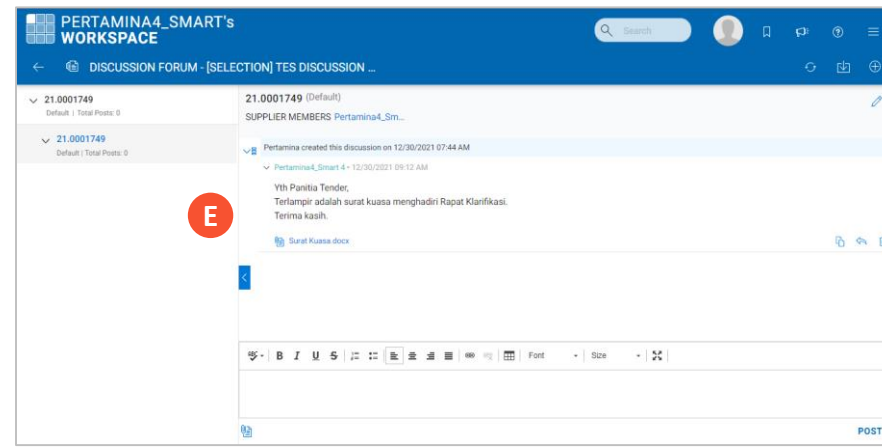 PERTAMINA4_SMART's
WORKSPACE
Search
DISCUSSION FORUM - [SELECTION] TES DISCUSSION ...
21.0001749
Default | Total Posts: 0
21.0001749
Default | Total Posts: 0
21.0001749 (Default)
SUPPLIER MEMBERS Pertamina4_Sm...
Pertamina created this discussion on 12/30/2021 07:44 AM
Pertamina4_Smart 4 • 12/30/2021 09:12 AM
Yth Panitia Tender,
Terlampir adalah surat kuasa menghadiri Rapat Klarifikasi.
Terima kasih.
Surat Kuasa.docx
E
ABC B I U S Font Size
POST